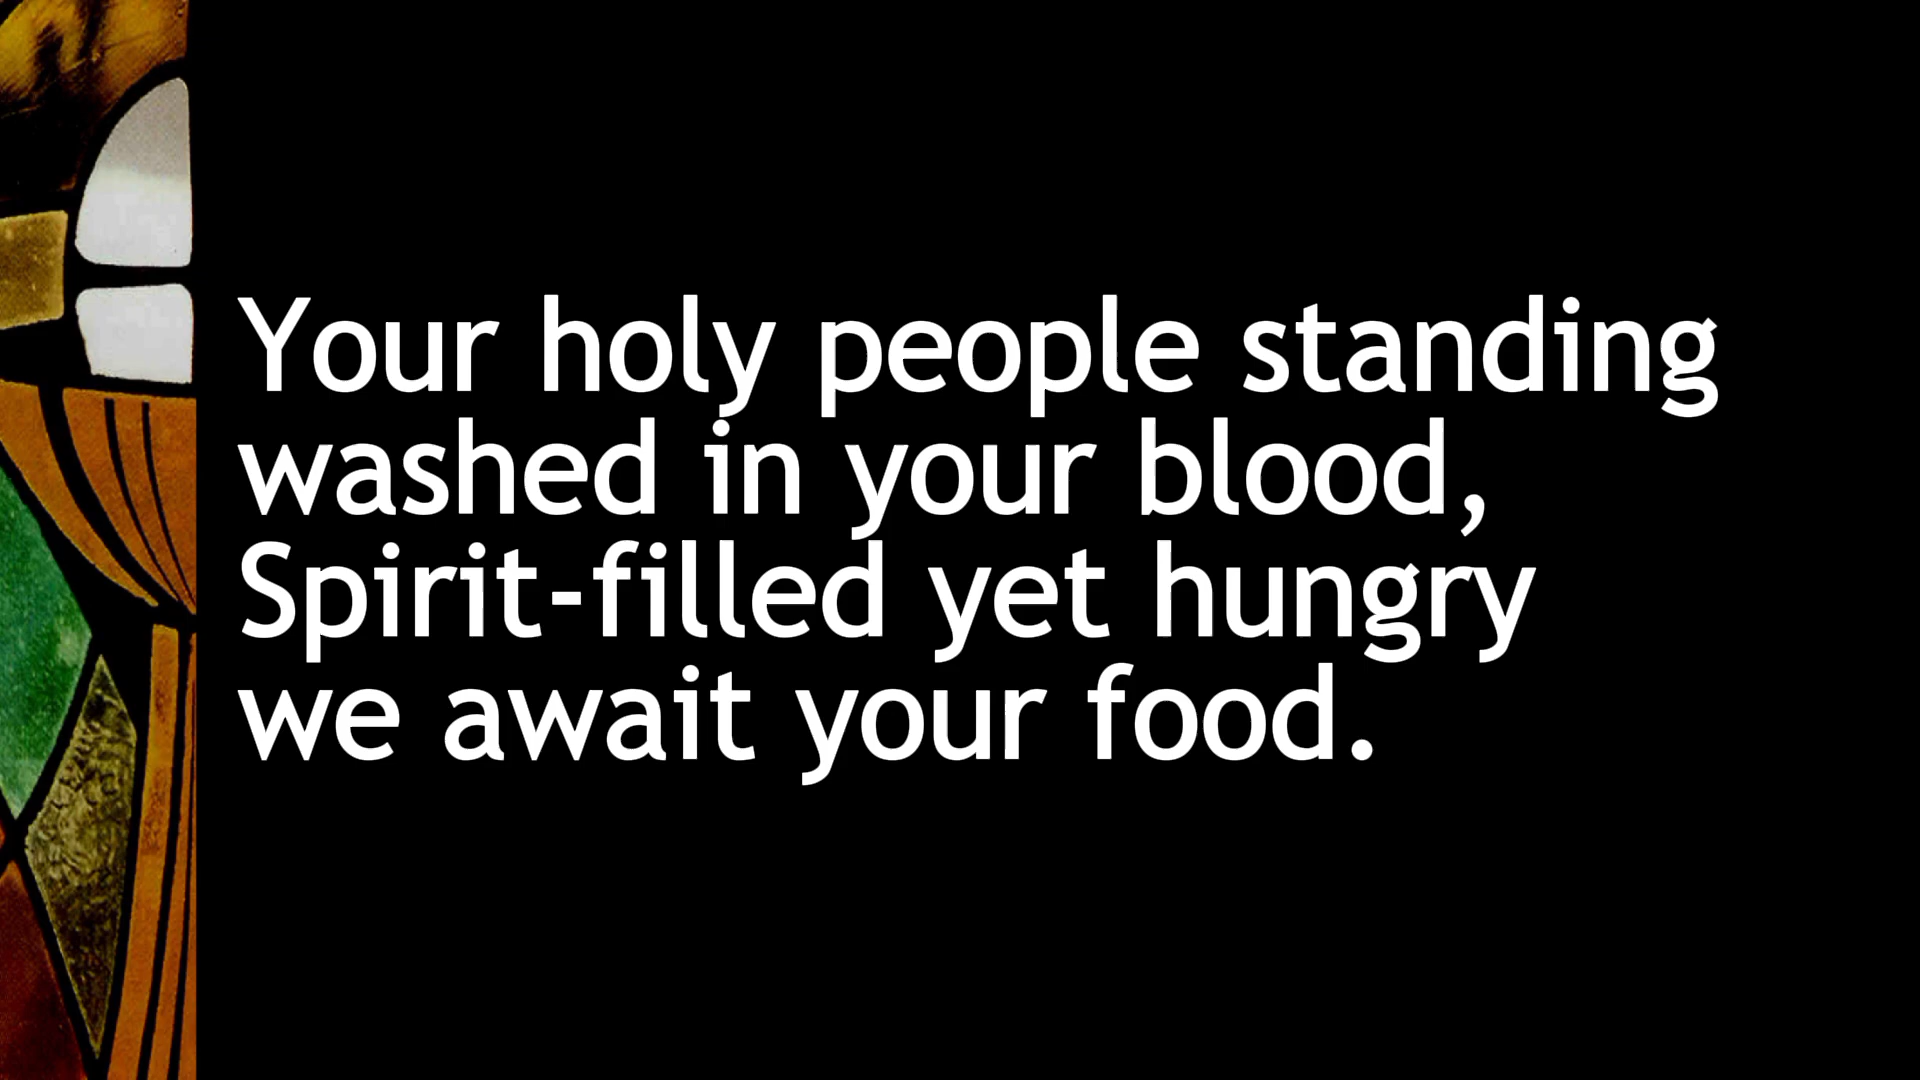 Your holy people standing
washed in your blood,
Spirit-filled yet hungry
we await your food.